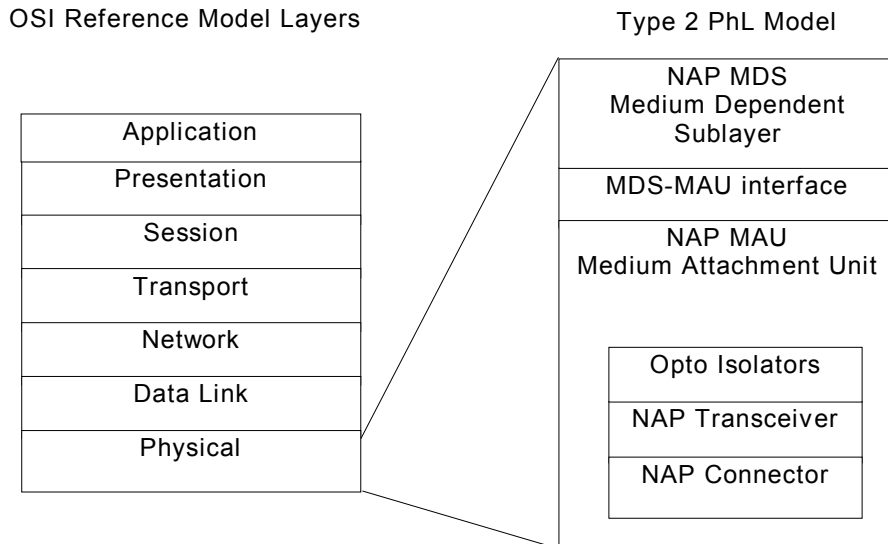 OSI Reference Model Layers
Application
Presentation
Session
Transport
Network
Data Link
Physical
Type 2 PhL Model
NAP MDS
Medium Dependent
Sublayer
MDS-MAU interface
NAP MAU
Medium Attachment Unit
Opto Isolators
NAP Transceiver
NAP Connector